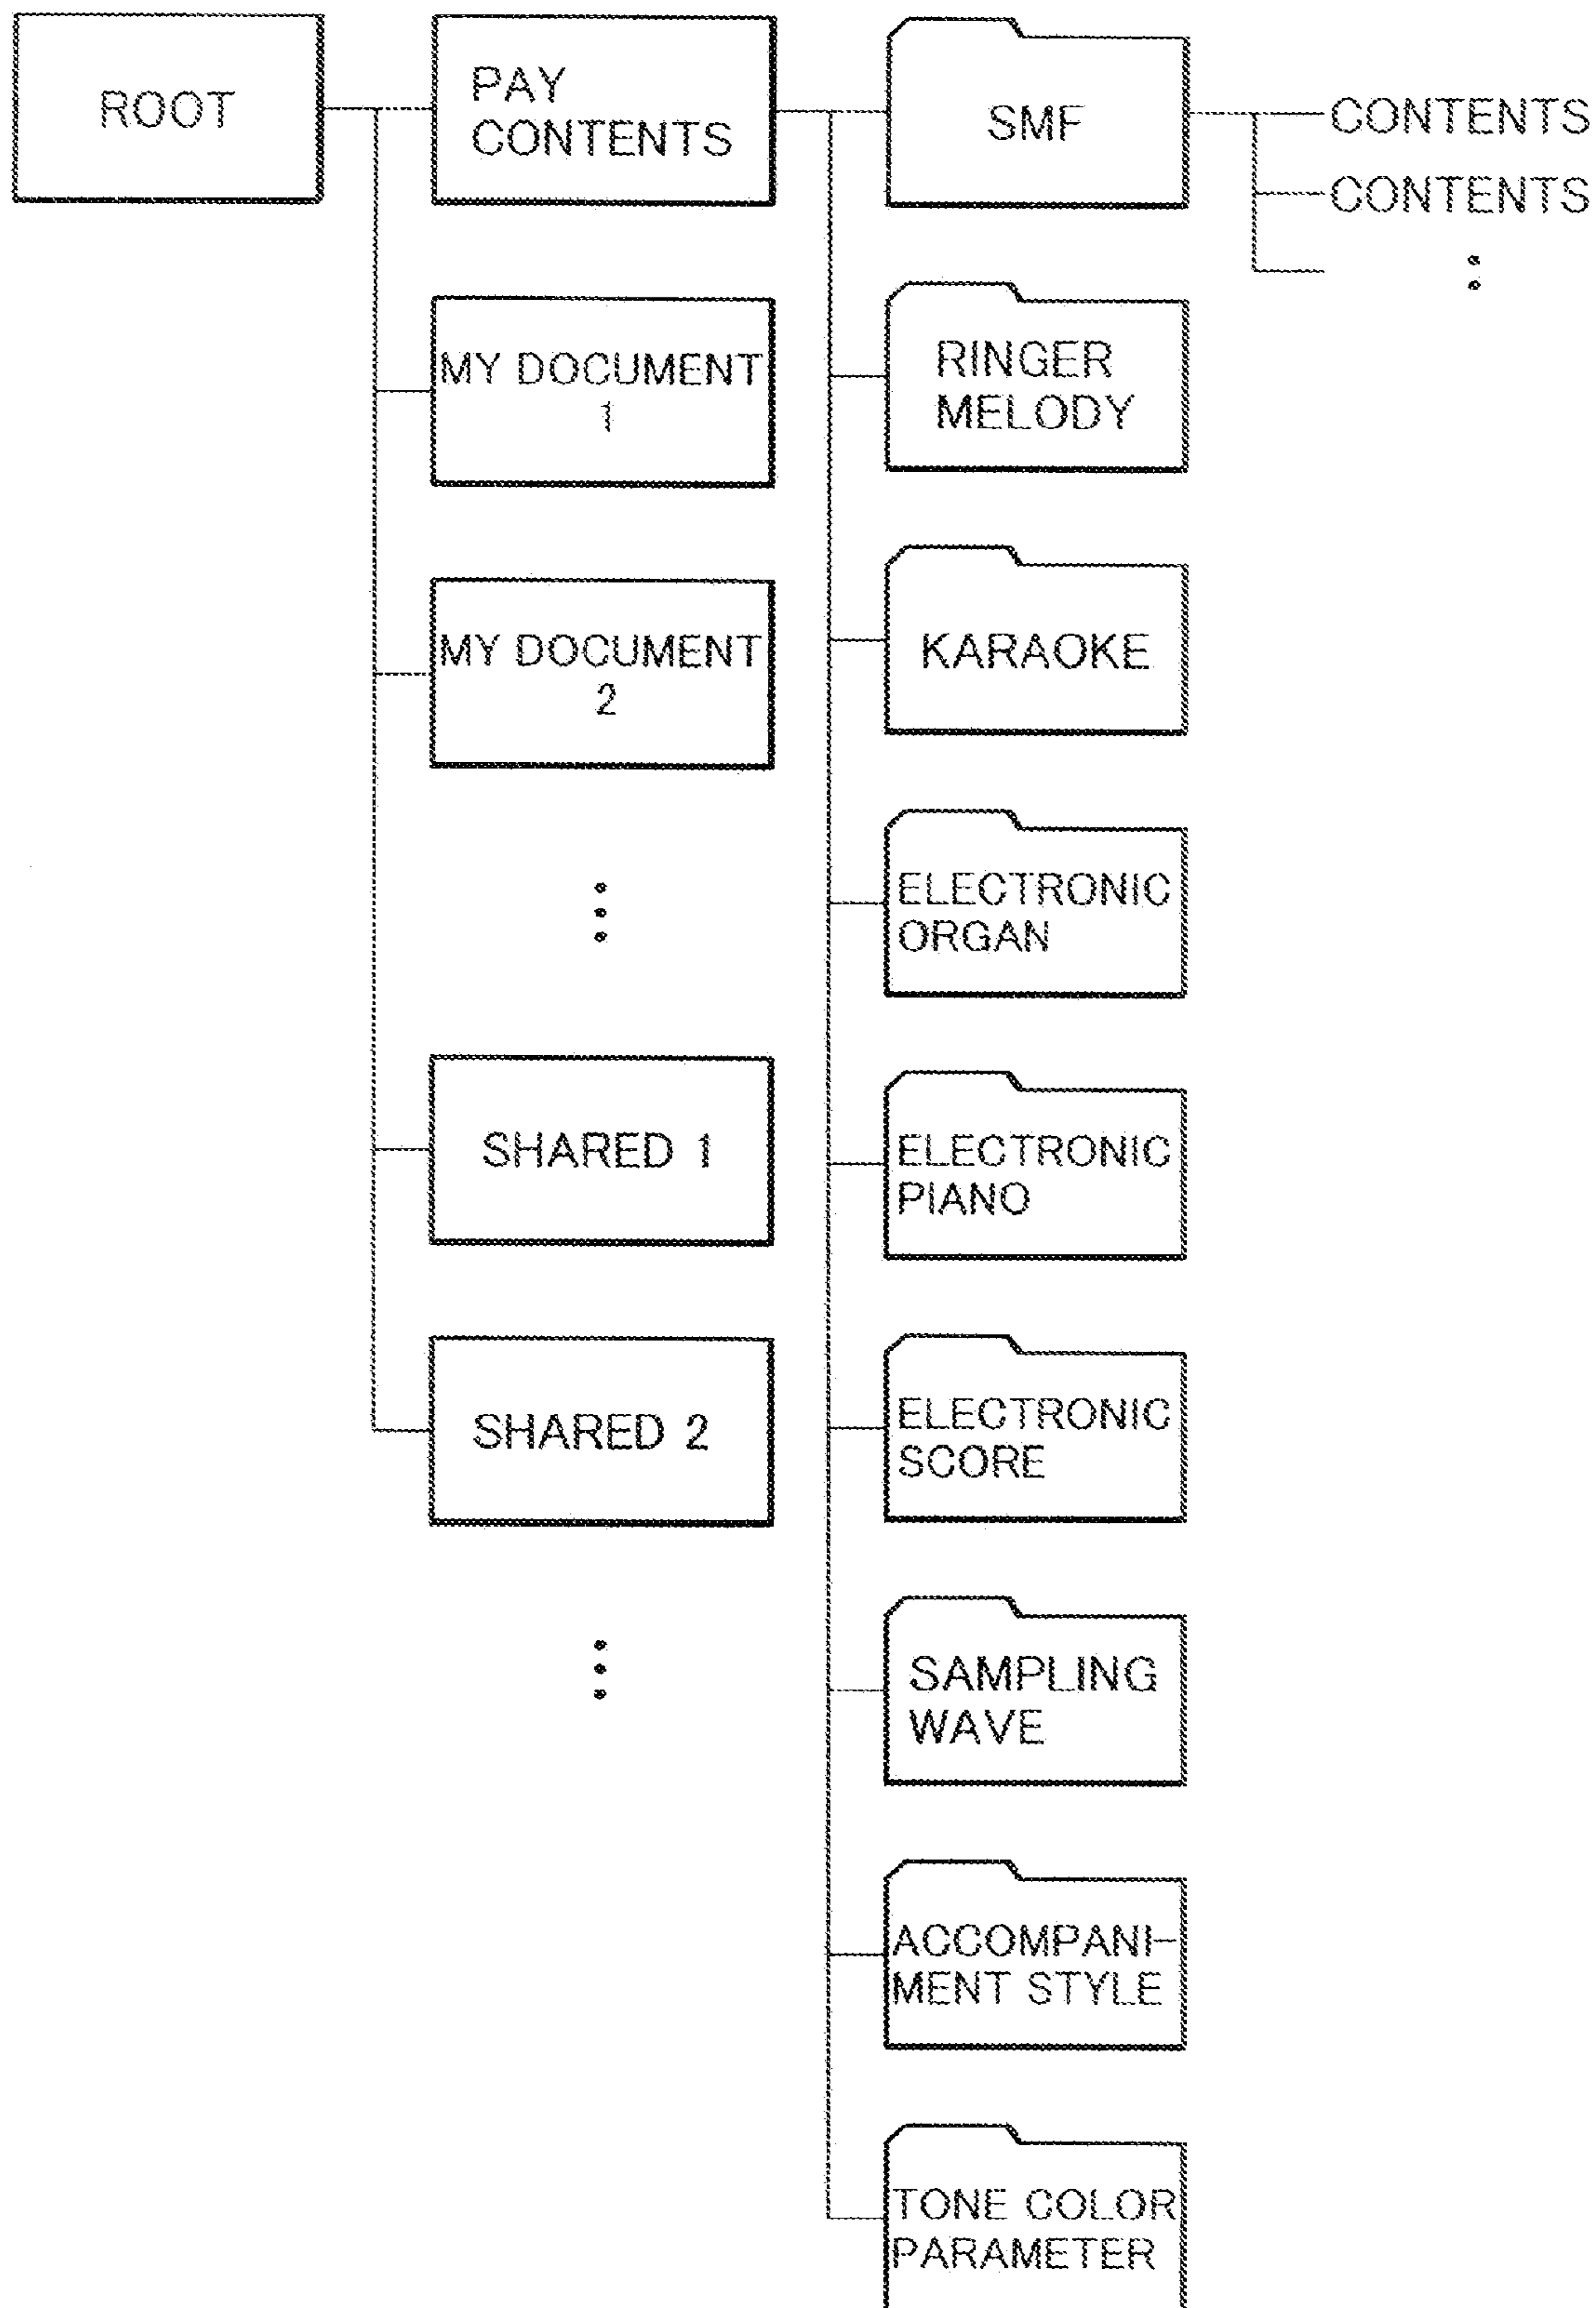 ROOT
PAY
CONTENTS
SMF
CONTENTS
CONTENTS
MY DOCUMENT
1
RINGER
MELODY
MY DOCUMENT
2
KARAOKE
ELECTRONIC
ORGAN
SHARED 1
ELECTRONIC
PIANO
SHARED 2
ELECTRONIC
SCORE
SAMPLING
WAVE
ACCOMPANI-
MENT STYLE
TONE COLOR
PARAMETER